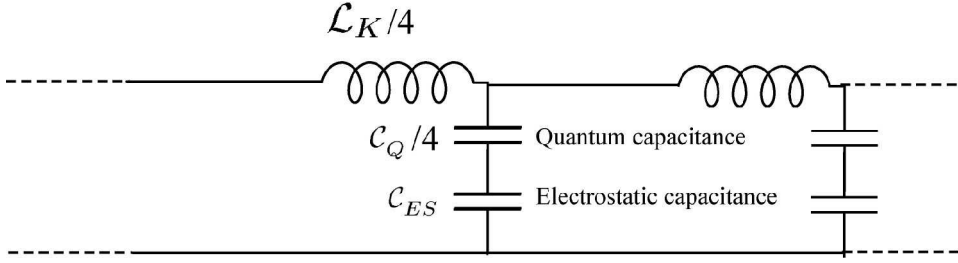 𝓛_K/4
𝒞_Q/4 Quantum capacitance
𝒞_ES Electrostatic capacitance